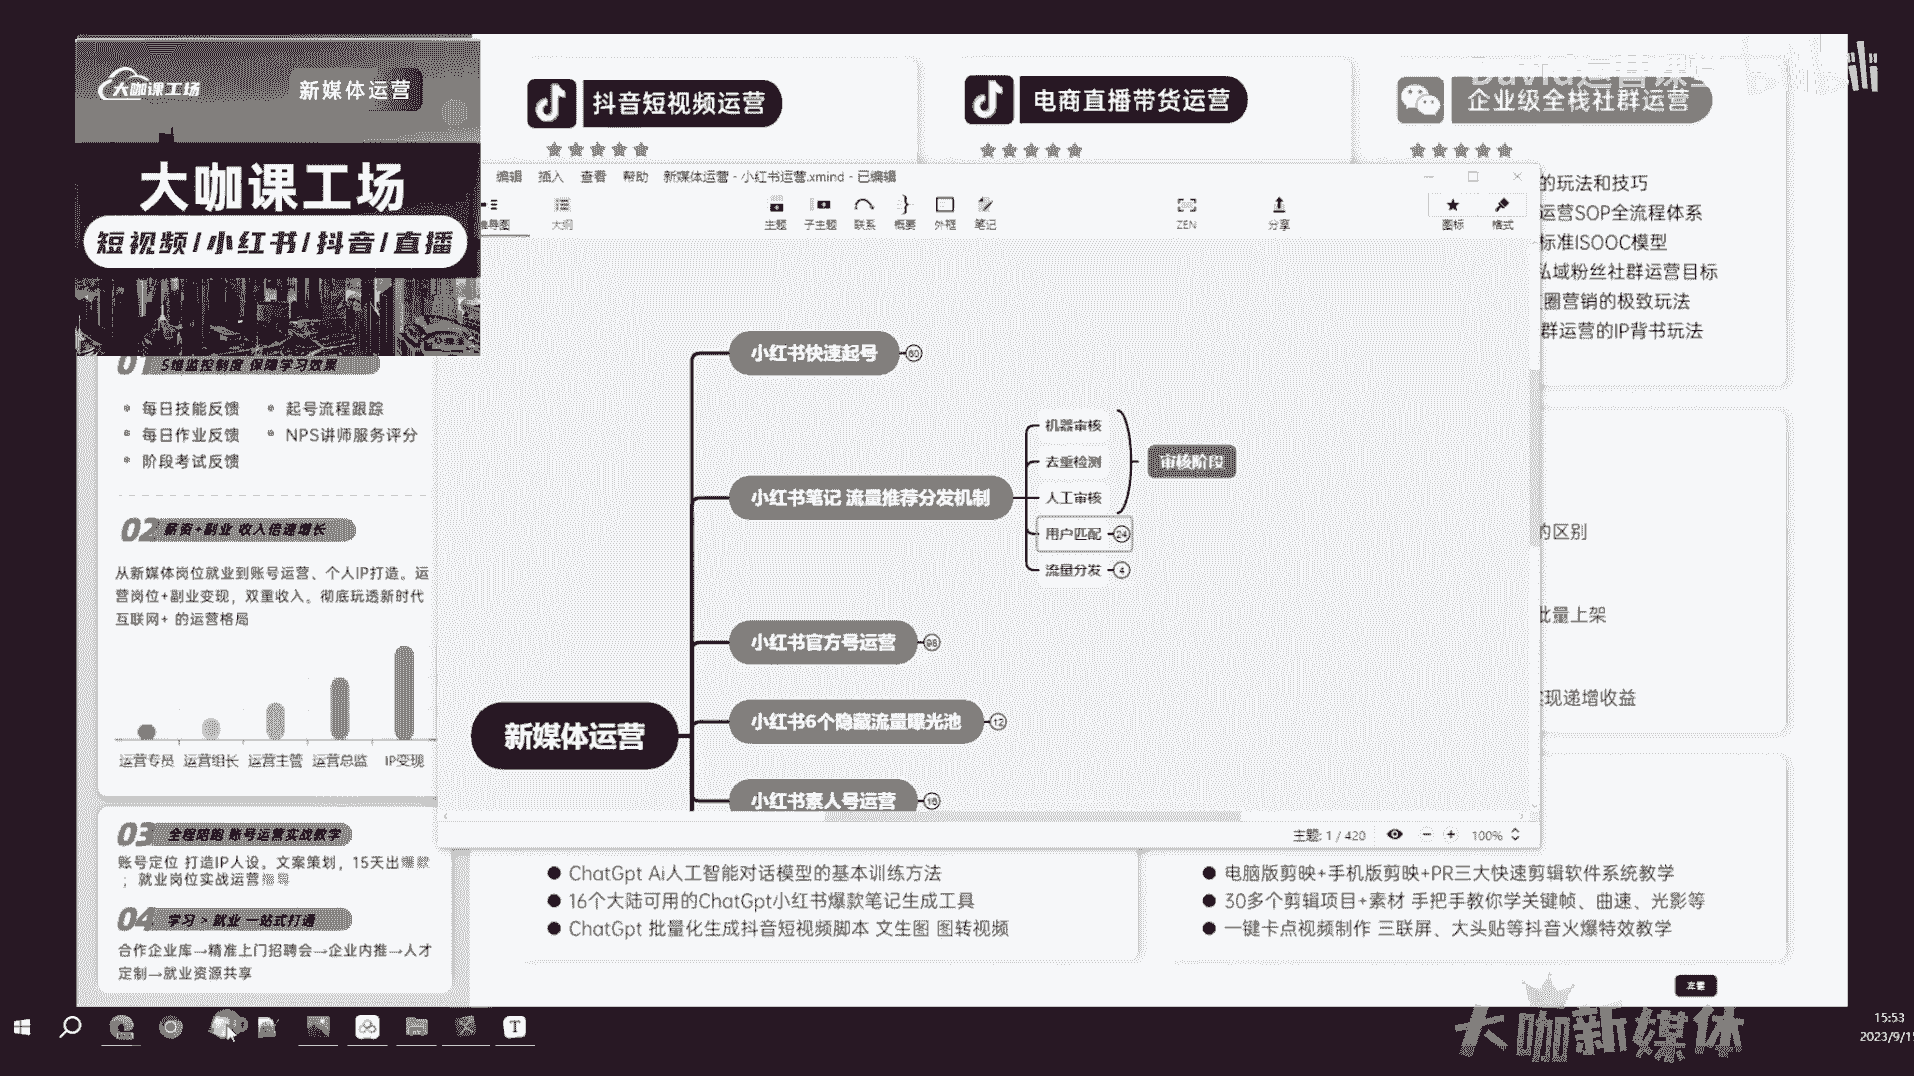 大咖课工场
新媒体运营
大咖课工场
短视频/小红书/抖音/直播
抖音短视频运营
电商直播带货运营
企业级全栈社群运营
的玩法和技巧
运营SOP全流程体系
标准ISOOC模型
私域粉丝社群运营目标
圈营销的极致玩法
群运营的IP背书玩法
的区别
批量上架
现递增收益
编辑 插入 查看 帮助 新媒体运营 - 小红书运营.xmind - 已编辑
大纲
主题 子主题 联系 概要 外框 笔记
ZEN
分享
图标 格式
小红书快速起号 60
小红书笔记 流量推荐分发机制
机器审核
去重检测
人工审核
审核阶段
用户匹配 24
流量分发 4
小红书官方号运营 98
小红书6个隐藏流量曝光池 12
新媒体运营
小红书素人号运营 16
主题: 1 / 420
100%
01 5维监控制度 保障学习效果
每日技能反馈
起号流程跟踪
每日作业反馈
NPS讲师服务评分
阶段考试反馈
02 薪资+副业 收入倍速增长
从新媒体岗位就业到账号运营、个人IP打造。运
营岗位+副业变现，双重收入。彻底玩透新时代
互联网+ 的运营格局
运营专员 运营组长 运营主管 运营总监 IP变现
03 全程陪跑 账号运营实战教学
账号定位 打造IP人设。文案策划，15天出爆款
；就业岗位实战运营指导
04 学习 > 就业 一站式打通
合作企业库→精准上门招聘会→企业内推→人才
定制→就业资源共享
ChatGpt Ai人工智能对话模型的基本训练方法
16个大陆可用的ChatGpt小红书爆款笔记生成工具
ChatGpt 批量化生成抖音短视频脚本 文生图 图转视频
电脑版剪映+手机版剪映+PR三大快速剪辑软件系统教学
30多个剪辑项目+素材 手把手教你学关键帧、曲速、光影等
一键卡点视频制作 三联屏、大头贴等抖音火爆特效教学
大咖新媒体
15:53